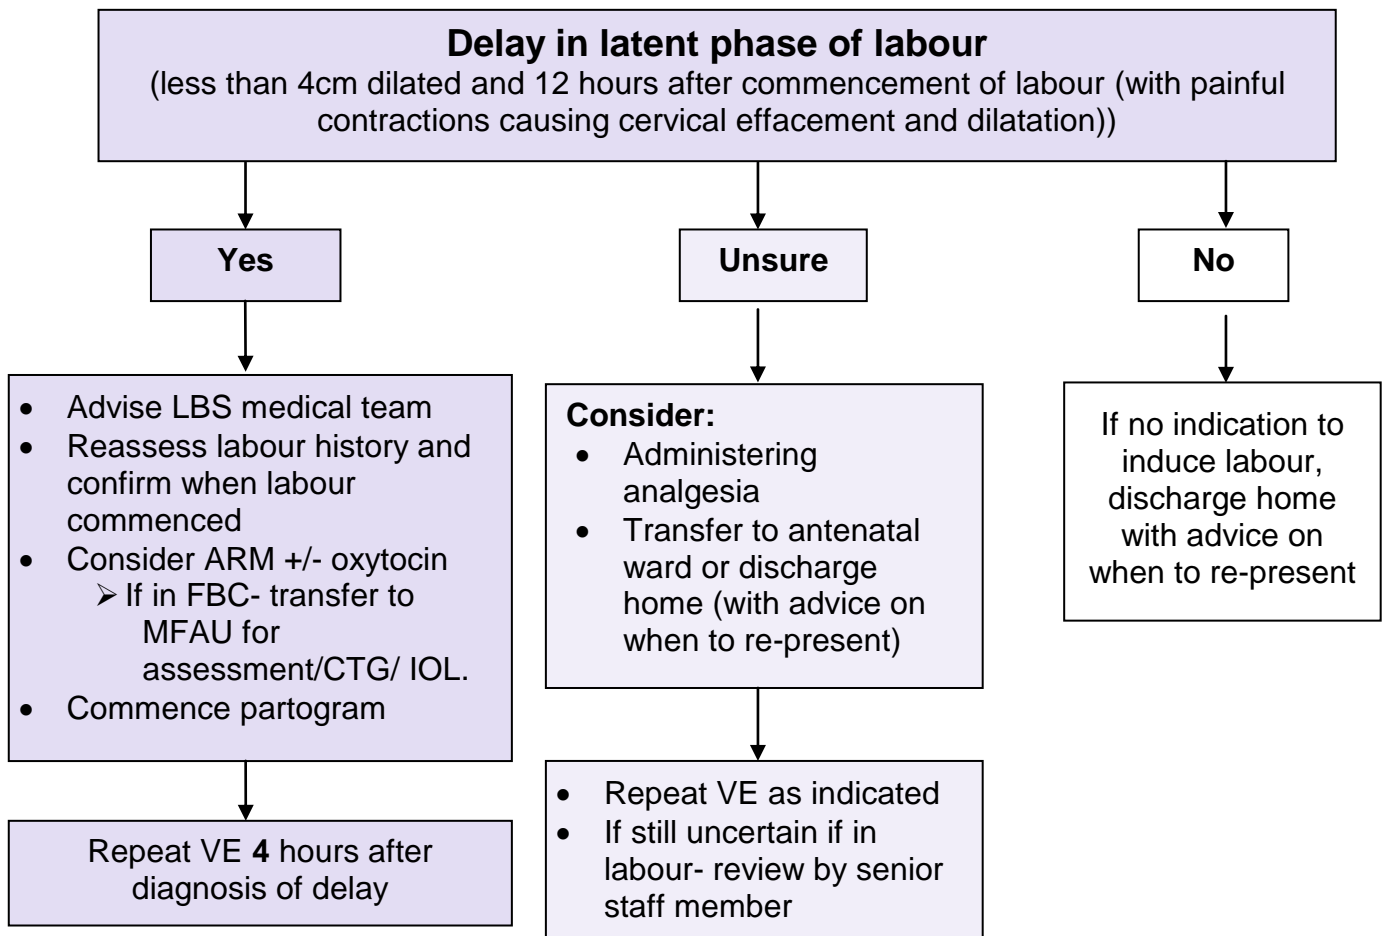 Delay in latent phase of labour
(less than 4cm dilated and 12 hours after commencement of labour (with painful
contractions causing cervical effacement and dilatation))
Yes
Unsure
No
• Advise LBS medical team
• Reassess labour history and
confirm when labour
commenced
• Consider ARM +/- oxytocin
➢ If in FBC- transfer to
MFAU for
assessment/CTG/ IOL.
• Commence partogram
Repeat VE 4 hours after
diagnosis of delay
Consider:
• Administering
analgesia
• Transfer to antenatal
ward or discharge
home (with advice on
when to re-present)
• Repeat VE as indicated
• If still uncertain if in
labour- review by senior
staff member
If no indication to
induce labour,
discharge home
with advice on
when to re-present